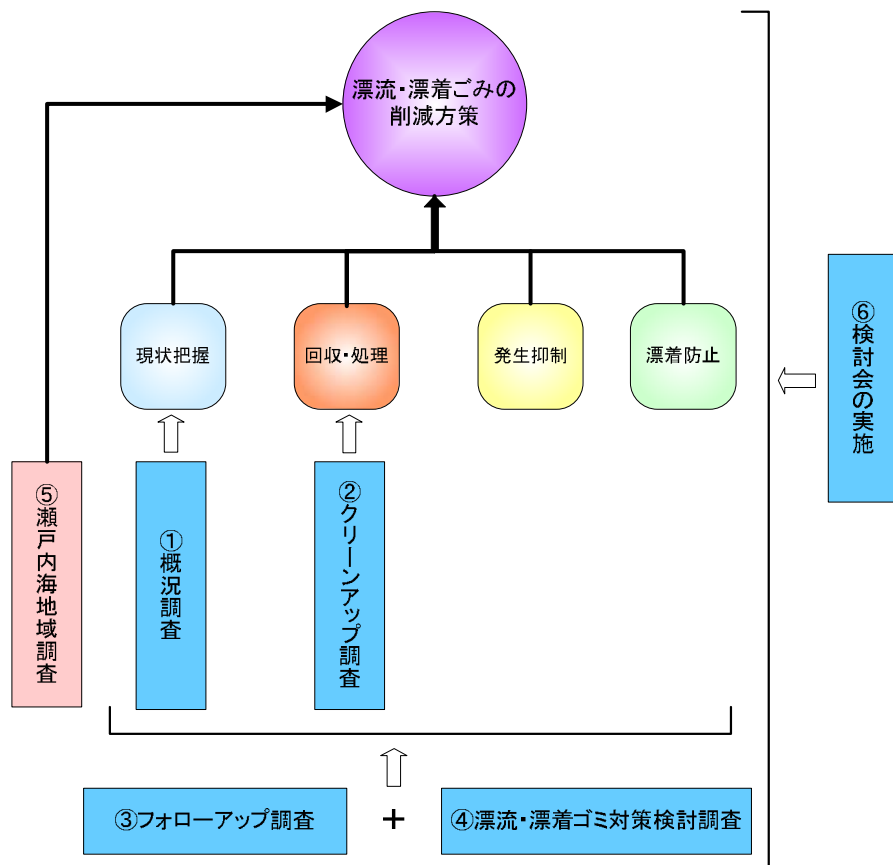 漂流・漂着ごみの
削減方策
現状把握
回収・処理
発生抑制
漂着防止
⑥検討会の実施
⑤瀬戸内海地域調査
①概況調査
②クリーンアップ調査
③フォローアップ調査
+
④漂流・漂着ゴミ対策検討調査